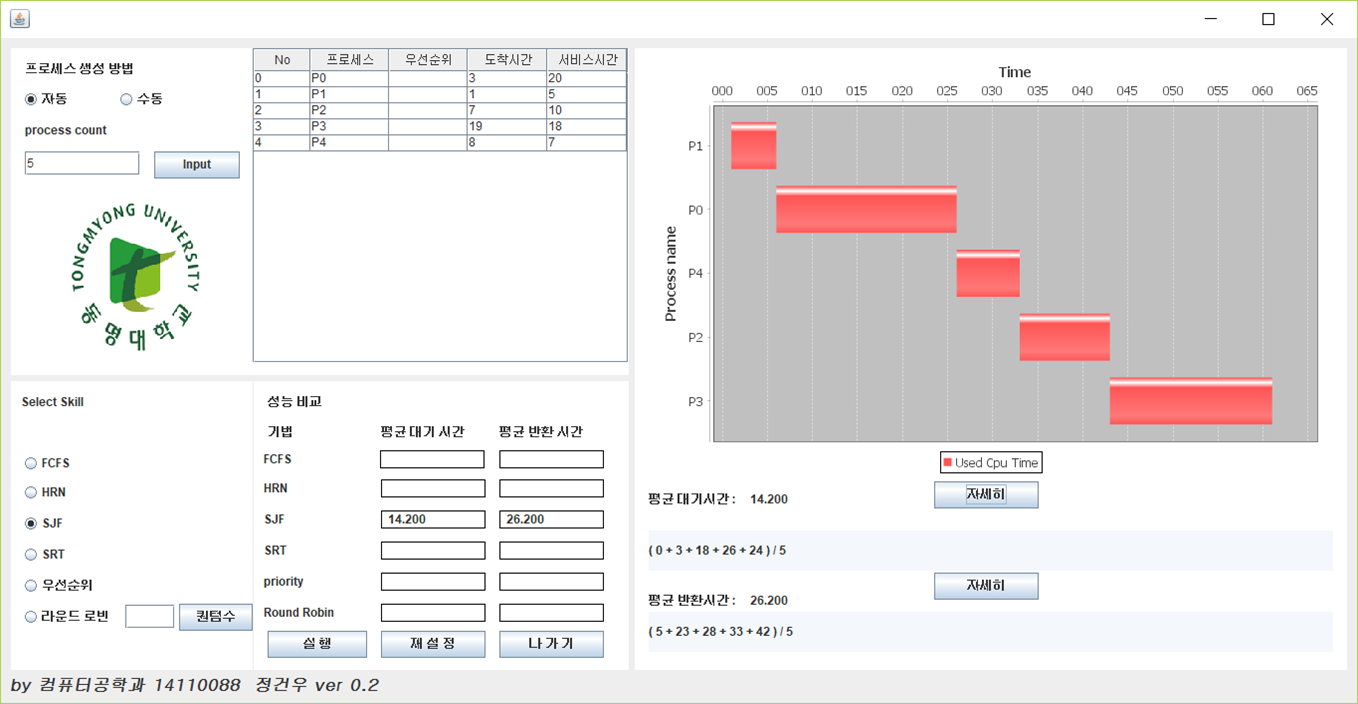 프로세스 생성 방법
자동 수동
process count
5 Input
TONGMYONG UNIVERSITY
동명대학교
No 프로세스 우선순위 도착시간 서비스시간
0 P0 3 20
1 P1 1 5
2 P2 7 10
3 P3 19 18
4 P4 8 7
Select Skill
FCFS
HRN
SJF
SRT
우선순위
라운드 로빈 퀀텀수
성능 비교
기법 평균 대기 시간 평균 반환 시간
FCFS
HRN
SJF 14.200 26.200
SRT
priority
Round Robin
실 행 재 설 정 나 가 기
Time
000 005 010 015 020 025 030 035 040 045 050 055 060 065
Process name
P1
P0
P4
P2
P3
Used Cpu Time
평균 대기시간 : 14.200 자세히
( 0 + 3 + 18 + 26 + 24 ) / 5
자세히
평균 반환시간 : 26.200
( 5 + 23 + 28 + 33 + 42 ) / 5
by 컴퓨터공학과 14110088 정건우 ver 0.2